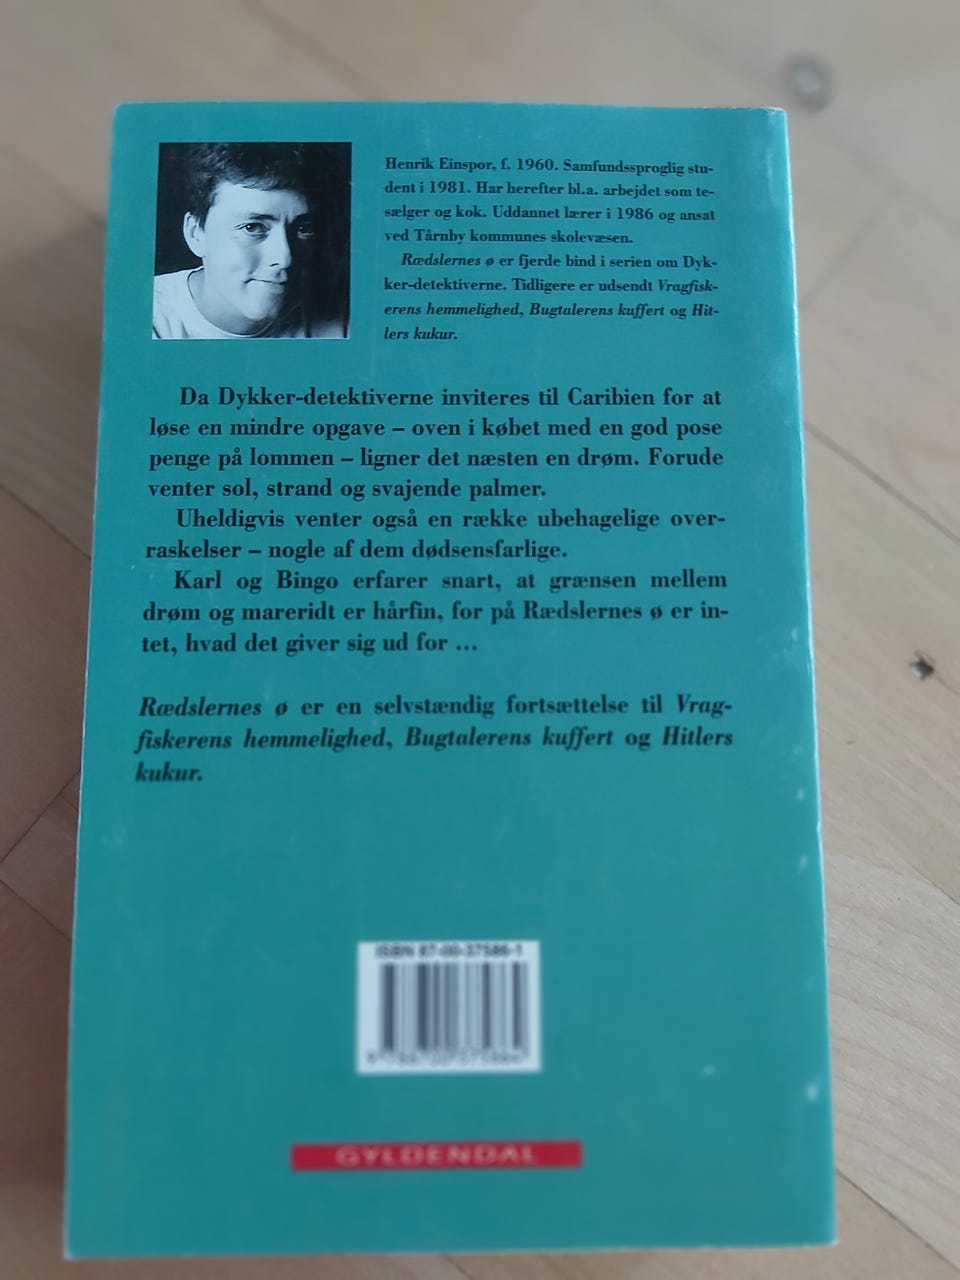 Henrik Einspor, f. 1960. Samfundssproglig stu-
dent i 1981. Har herefter bl.a. arbejdet som te-
sælger og kok. Uddannet lærer i 1986 og ansat
ved Tårnby kommunes skolevæsen.
Rædslernes ø er fjerde bind i serien om Dyk-
ker-detektiverne. Tidligere er udsendt Vragfisk-
erens hemmelighed, Bugtalerens kuffert og Hit-
lers kukur.
Da Dykker-detektiverne inviteres til Caribien for at
løse en mindre opgave – oven i købet med en god pose
penge på lommen – ligner det næsten en drøm. Forude
venter sol, strand og svajende palmer.
Uheldigvis venter også en række ubehagelige over-
raskelser – nogle af dem dødsensfarlige.
Karl og Bingo erfarer snart, at grænsen mellem
drøm og mareridt er hårfin, for på Rædslernes ø er in-
tet, hvad det giver sig ud for ...
Rædslernes ø er en selvstændig fortsættelse til Vrag-
fiskerens hemmelighed, Bugtalerens kuffert og Hitlers
kukur.
ISBN 87-00-37586-1
GYLDENDAL